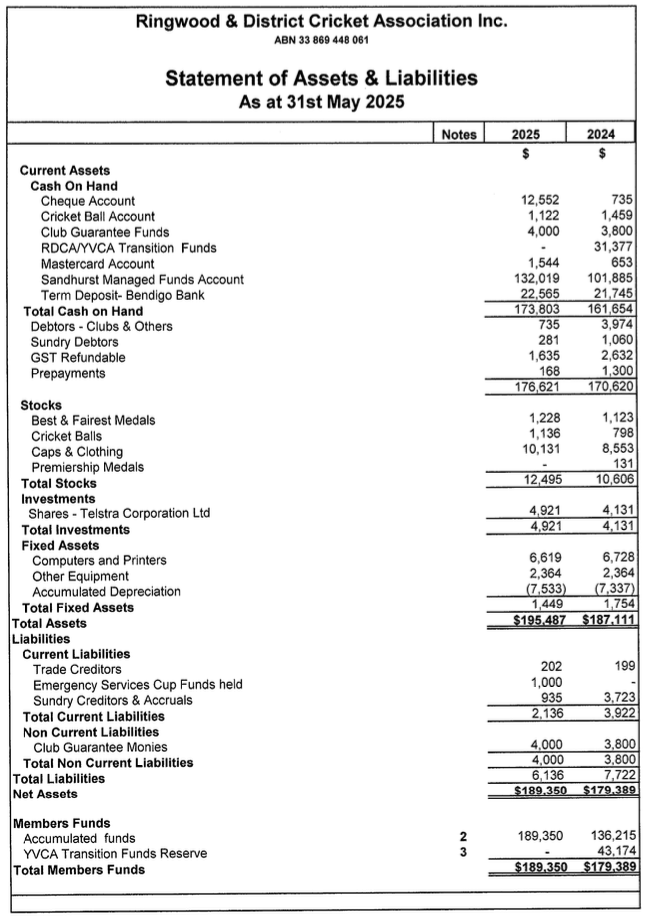 Ringwood & District Cricket Association Inc.
ABN 33 869 448 061
Statement of Assets & Liabilities
As at 31st May 2025
Notes 2025 2024
$ $
Current Assets
Cash On Hand
Cheque Account 12,552 735
Cricket Ball Account 1,122 1,459
Club Guarantee Funds 4,000 3,800
RDCA/YVCA Transition Funds - 31,377
Mastercard Account 1,544 653
Sandhurst Managed Funds Account 132,019 101,885
Term Deposit- Bendigo Bank 22,565 21,745
Total Cash on Hand 173,803 161,654
Debtors - Clubs & Others 735 3,974
Sundry Debtors 281 1,060
GST Refundable 1,635 2,632
Prepayments 168 1,300
176,621 170,620
Stocks
Best & Fairest Medals 1,228 1,123
Cricket Balls 1,136 798
Caps & Clothing 10,131 8,553
Premiership Medals - 131
Total Stocks 12,495 10,606
Investments
Shares - Telstra Corporation Ltd 4,921 4,131
Total Investments 4,921 4,131
Fixed Assets
Computers and Printers 6,619 6,728
Other Equipment 2,364 2,364
Accumulated Depreciation (7,533) (7,337)
Total Fixed Assets 1,449 1,754
Total Assets $195,487 $187,111
Liabilities
Current Liabilities
Trade Creditors 202 199
Emergency Services Cup Funds held 1,000 -
Sundry Creditors & Accruals 935 3,723
Total Current Liabilities 2,136 3,922
Non Current Liabilities
Club Guarantee Monies 4,000 3,800
Total Non Current Liabilities 4,000 3,800
Total Liabilities 6,136 7,722
Net Assets $189,350 $179,389
Members Funds
Accumulated funds 2 189,350 136,215
YVCA Transition Funds Reserve 3 - 43,174
Total Members Funds $189,350 $179,389